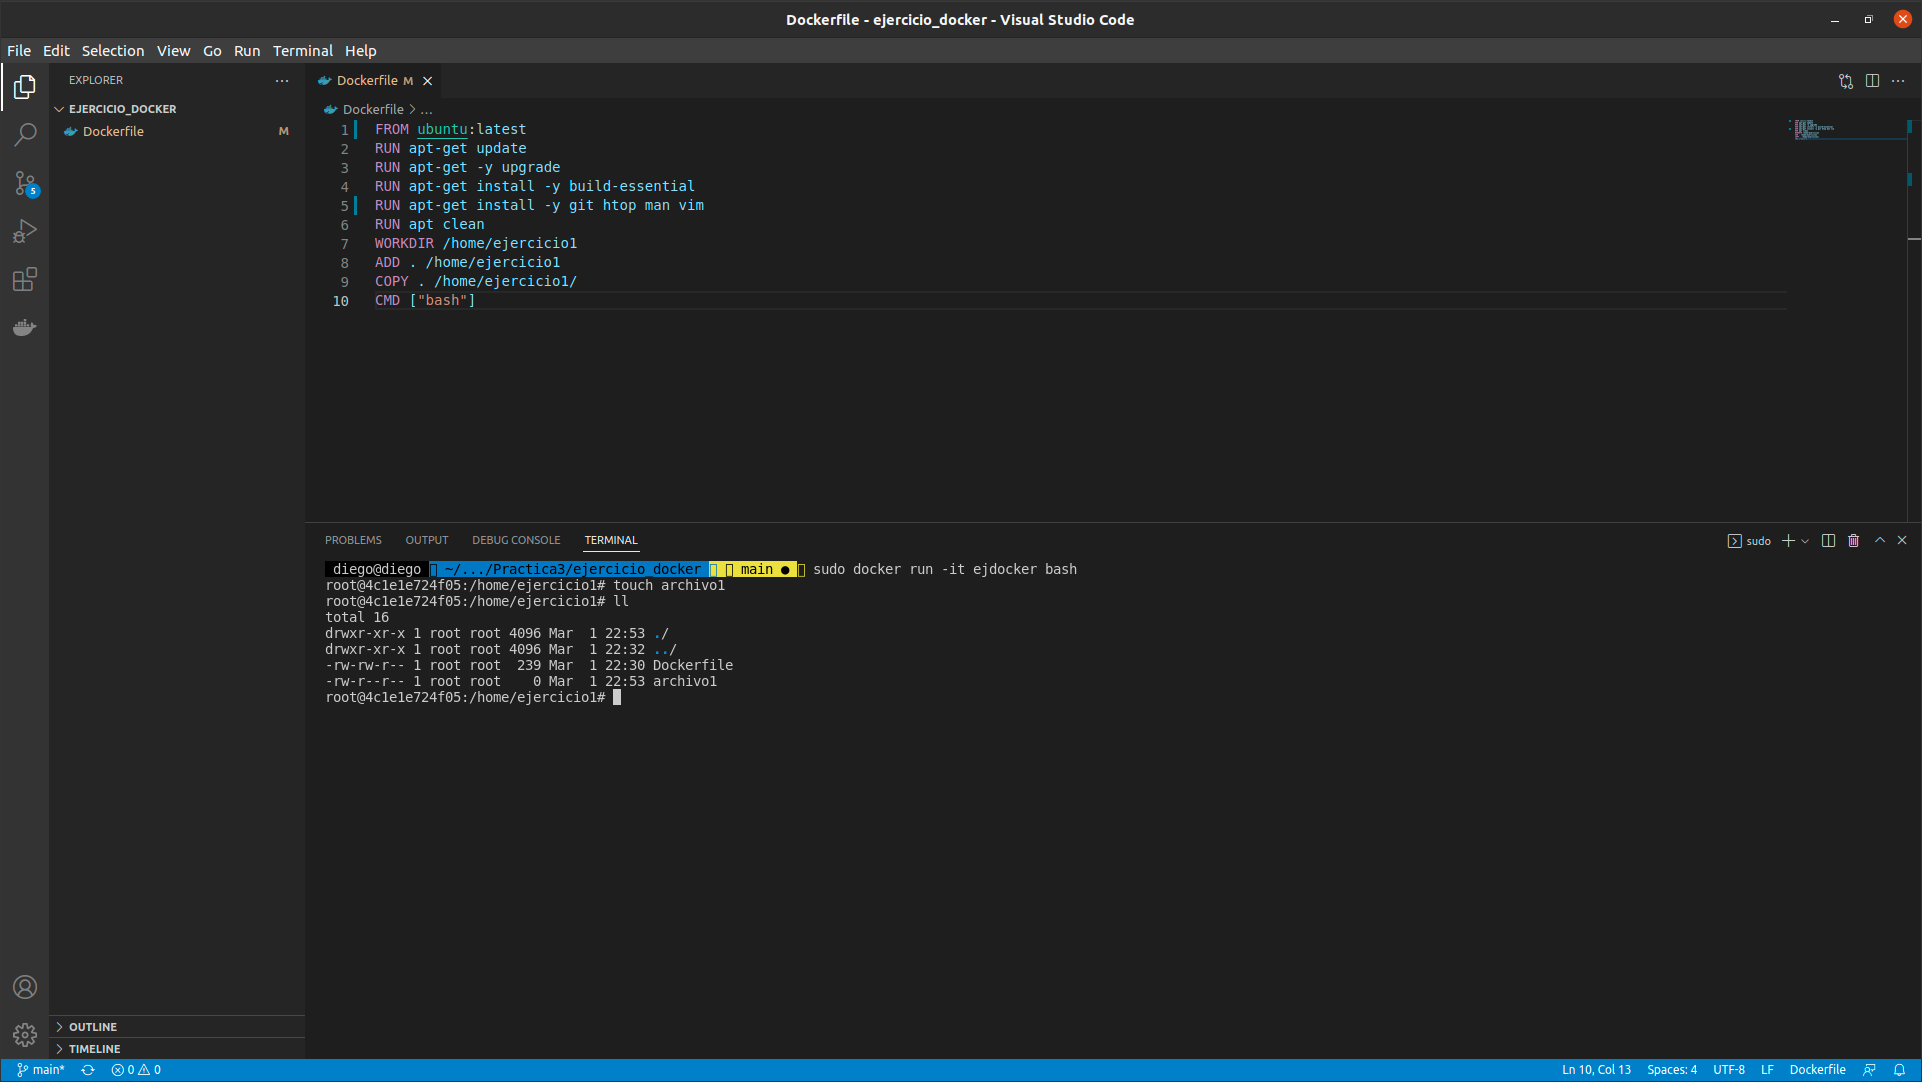 Dockerfile - ejercicio_docker - Visual Studio Code
File Edit Selection View Go Run Terminal Help
EXPLORER
EJERCICIO_DOCKER
Dockerfile M
5
OUTLINE
TIMELINE
Dockerfile M
Dockerfile > ...
1 FROM ubuntu:latest
2 RUN apt-get update
3 RUN apt-get -y upgrade
4 RUN apt-get install -y build-essential
5 RUN apt-get install -y git htop man vim
6 RUN apt clean
7 WORKDIR /home/ejercicio1
8 ADD . /home/ejercicio1
9 COPY . /home/ejercicio1/
10 CMD ["bash"]
PROBLEMS OUTPUT DEBUG CONSOLE TERMINAL
sudo
diego@diego ~/.../Practica3/ejercicio_docker main ● sudo docker run -it ejdocker bash
root@4c1e1e724f05:/home/ejercicio1# touch archivo1
root@4c1e1e724f05:/home/ejercicio1# ll
total 16
drwxr-xr-x 1 root root 4096 Mar  1 22:53 ./
drwxr-xr-x 1 root root 4096 Mar  1 22:32 ../
-rw-rw-r-- 1 root root  239 Mar  1 22:30 Dockerfile
-rw-r--r-- 1 root root    0 Mar  1 22:53 archivo1
root@4c1e1e724f05:/home/ejercicio1#
main* 0 0 Ln 10, Col 13 Spaces: 4 UTF-8 LF Dockerfile